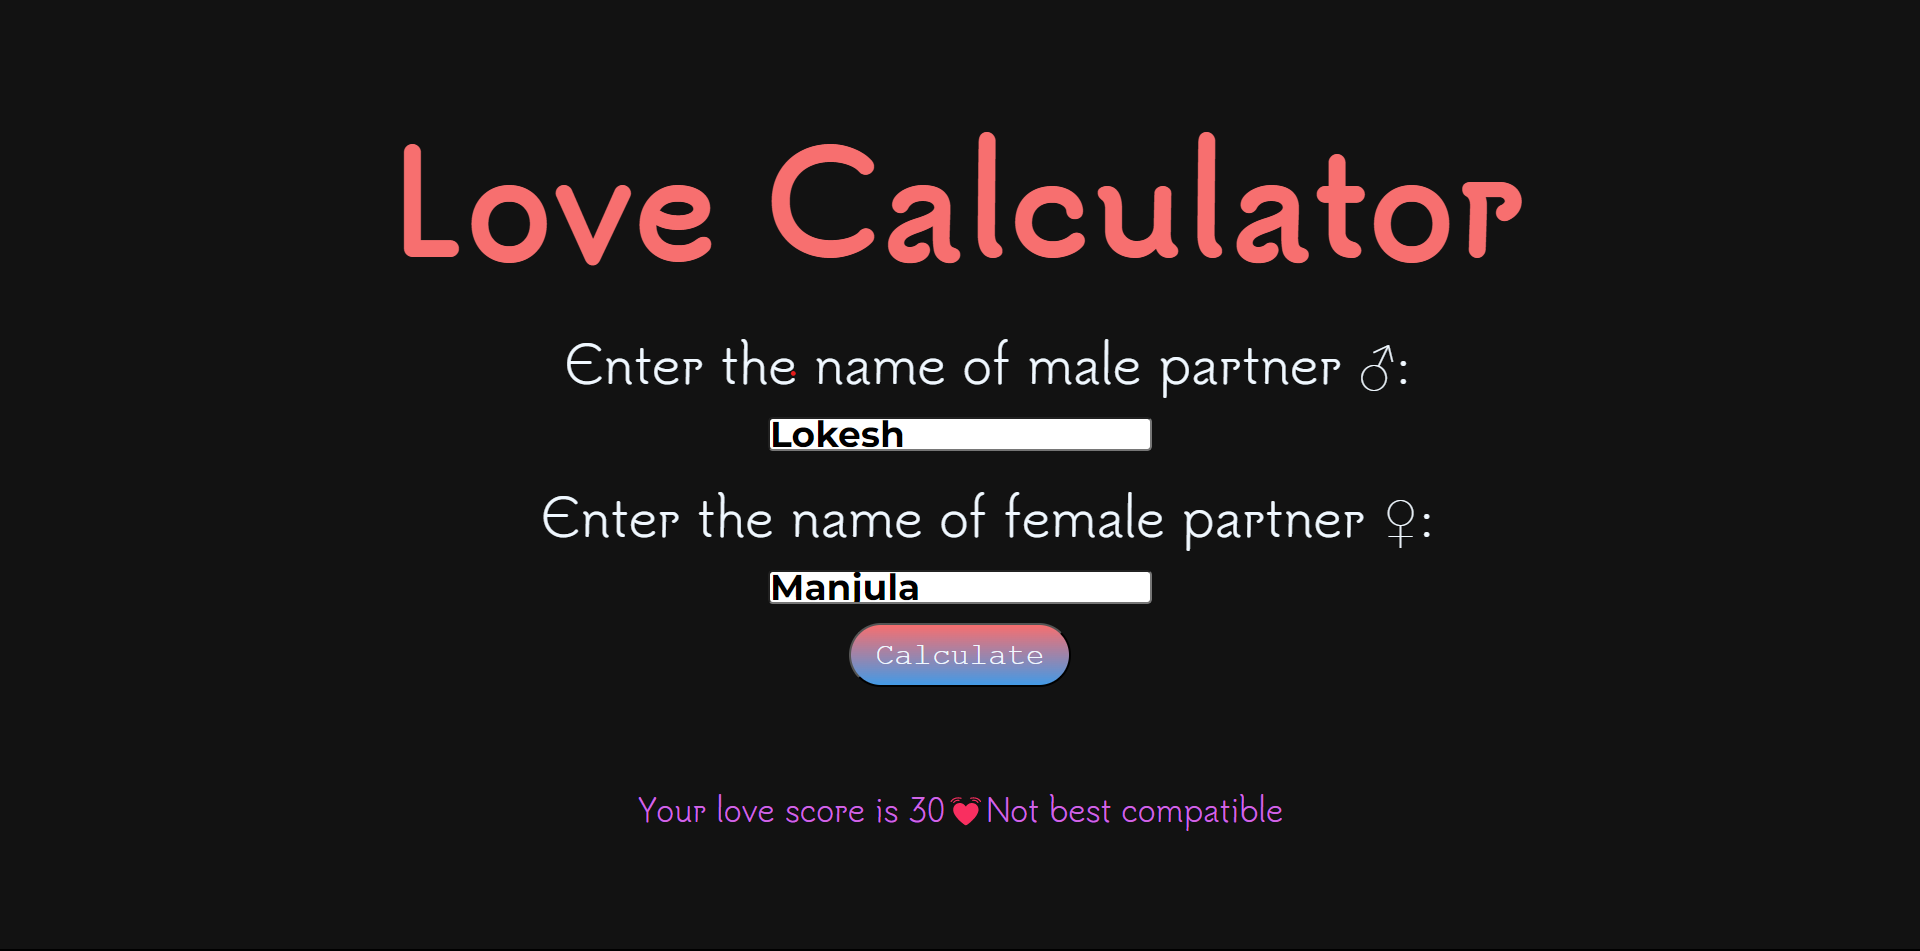 Love Calculator
Enter the name of male partner ♂:
Lokesh
Enter the name of female partner ♀:
Manjula
Calculate
Your love score is 30💓Not best compatible